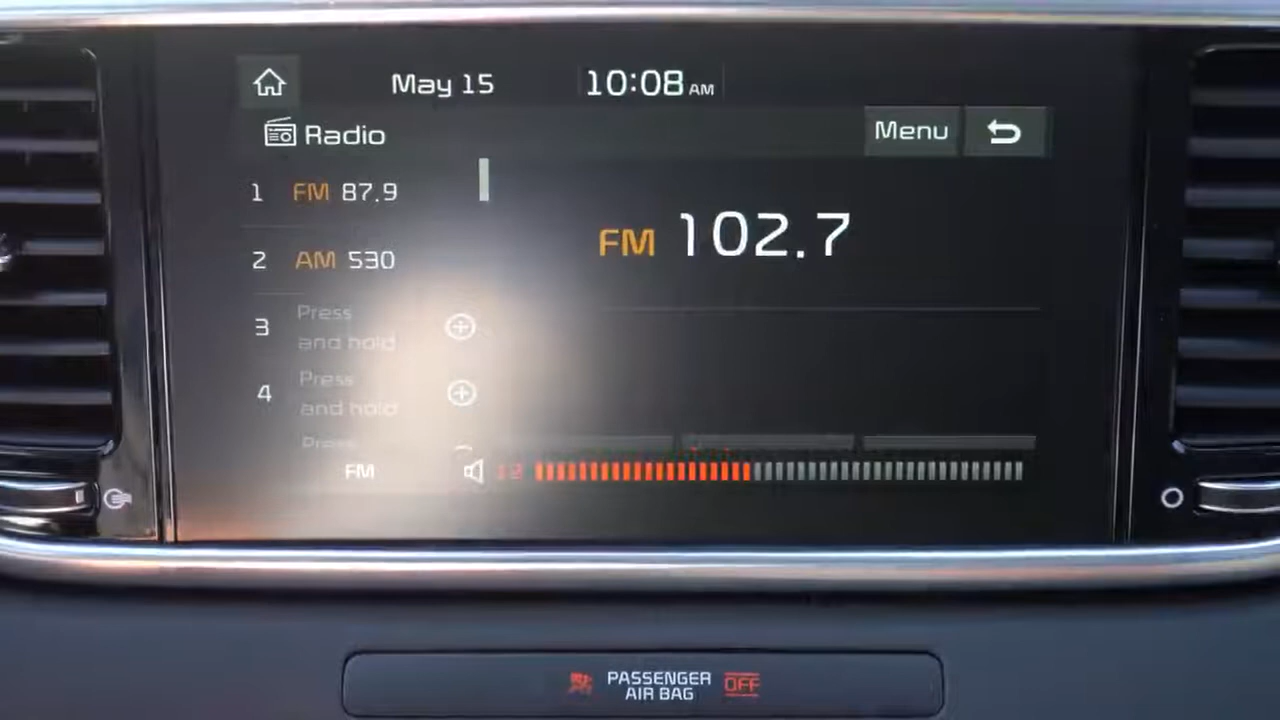 May 15
10:08 AM
Radio
Menu
1 FM 87.9
FM 102.7
2 AM 530
3 Press
and hold
4 Press
and hold
Press
FM
PASSENGER
AIR BAG
OFF